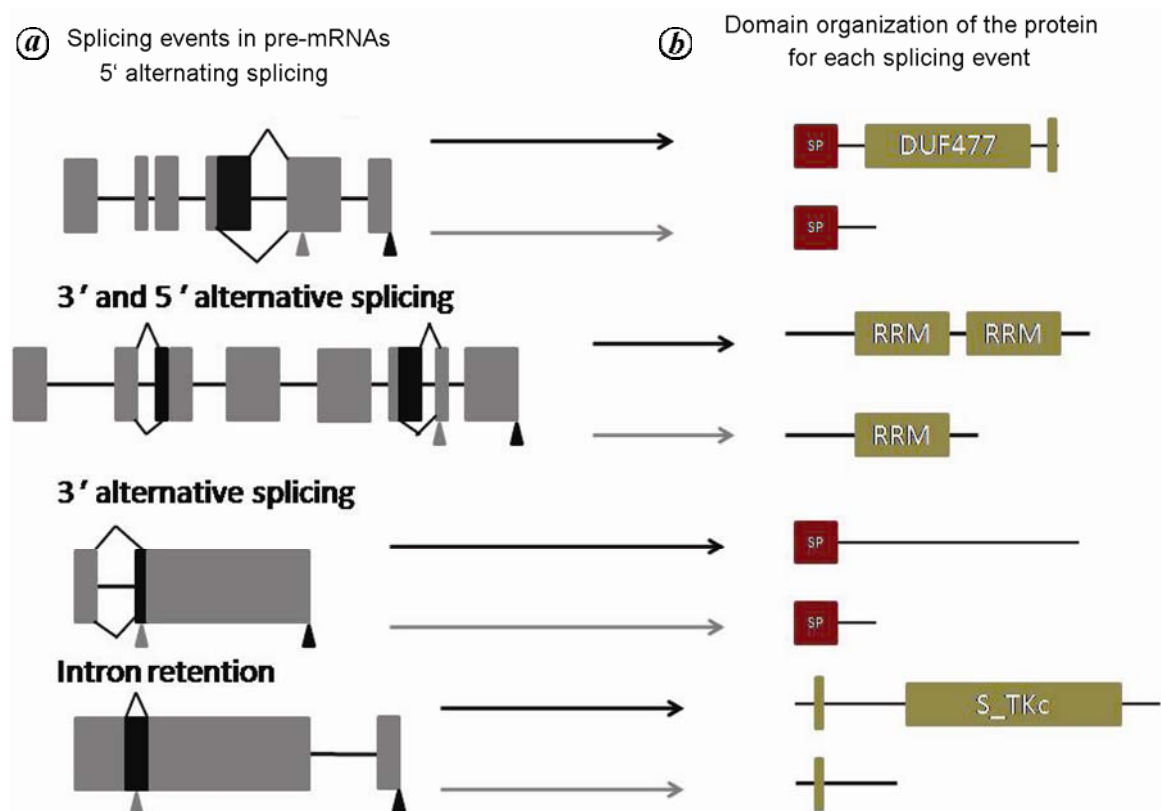 a Splicing events in pre-mRNAs
5‘ alternating splicing
b Domain organization of the protein
for each splicing event
SP DUF477
SP
3 ′ and 5 ′ alternative splicing
RRM RRM
RRM
3 ′ alternative splicing
SP
SP
Intron retention
S_TKc